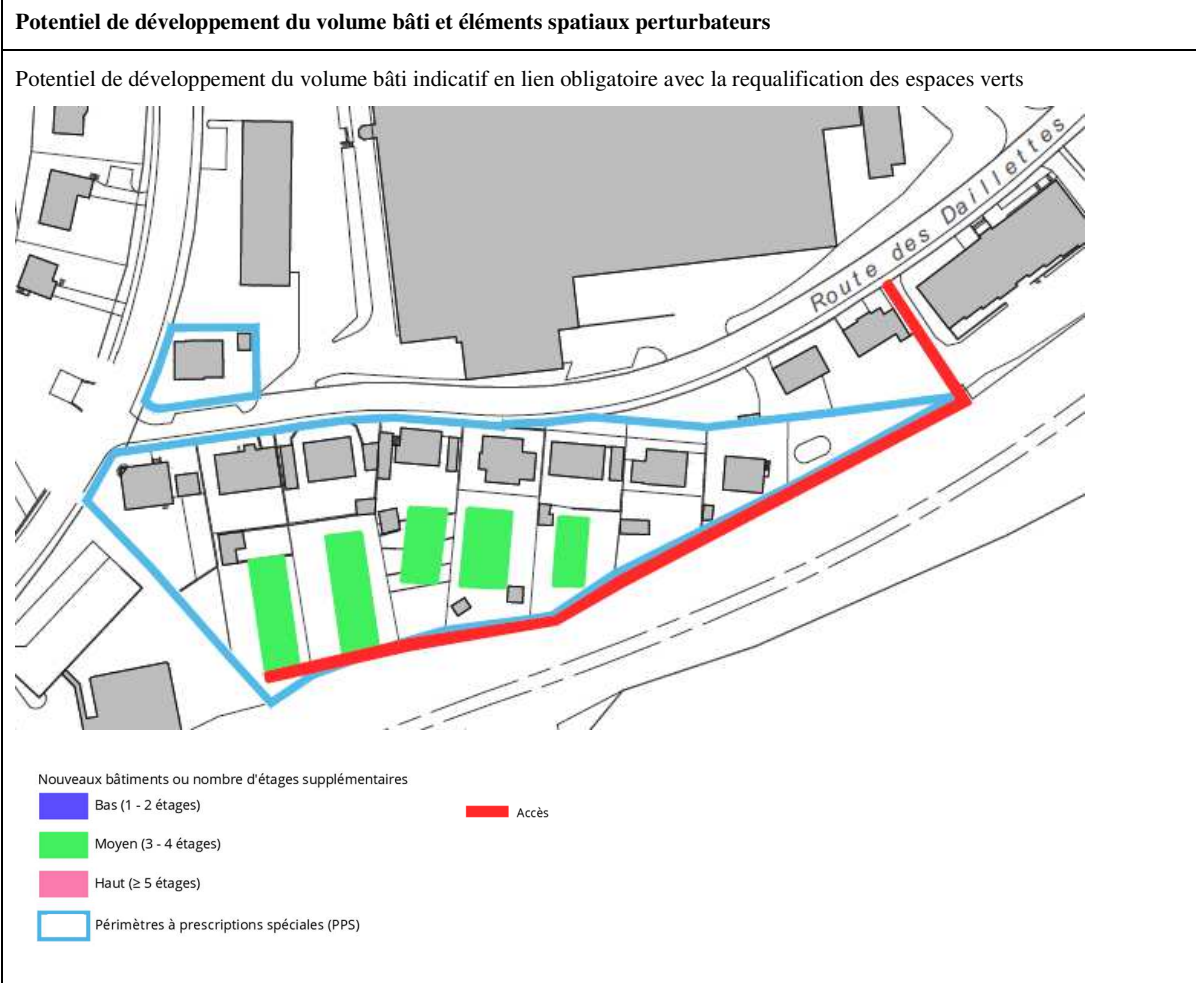 Potentiel de développement du volume bâti et éléments spatiaux perturbateurs
Potentiel de développement du volume bâti indicatif en lien obligatoire avec la requalification des espaces verts
Route des Daillettes
Nouveaux bâtiments ou nombre d'étages supplémentaires
Bas (1 - 2 étages)
Accès
Moyen (3 - 4 étages)
Haut (≥ 5 étages)
Périmètres à prescriptions spéciales (PPS)